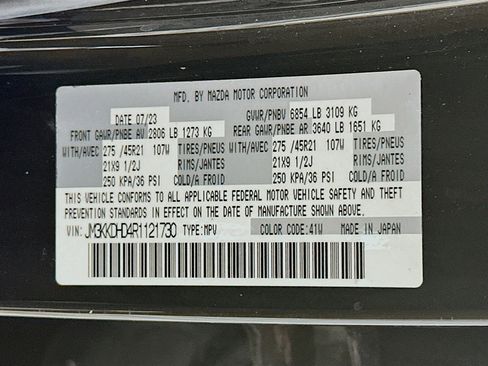 MFD. BY MAZDA MOTOR CORPORATION
DATE 07/23 GVWR/PNBV 6854 LB 3109 KG
FRONT GAWR/PNBE AV 2806 LB 1273 KG REAR GAWR/PNBE AR 3640 LB 1651 KG
WITH/AVEC 275 /45R21 107W TIRES/PNEUS WITH/AVEC 275 /45R21 107W TIRES/PNEUS
21X9 1/2J RIMS/JANTES 21X9 1/2J RIMS/JANTES
250 KPA/36 PSI COLD/A FROID 250 KPA/36 PSI COLD/A FROID
THIS VEHICLE CONFORMS TO ALL APPLICABLE FEDERAL MOTOR VEHICLE SAFETY AND THEFT
PREVENTION STANDARDS IN EFFECT ON THE DATE OF MANUFACTURE SHOWN ABOVE.
VIN: JM3KKDHD4R1121730 TYPE:MPV COLOR CODE:41W MADE IN JAPAN